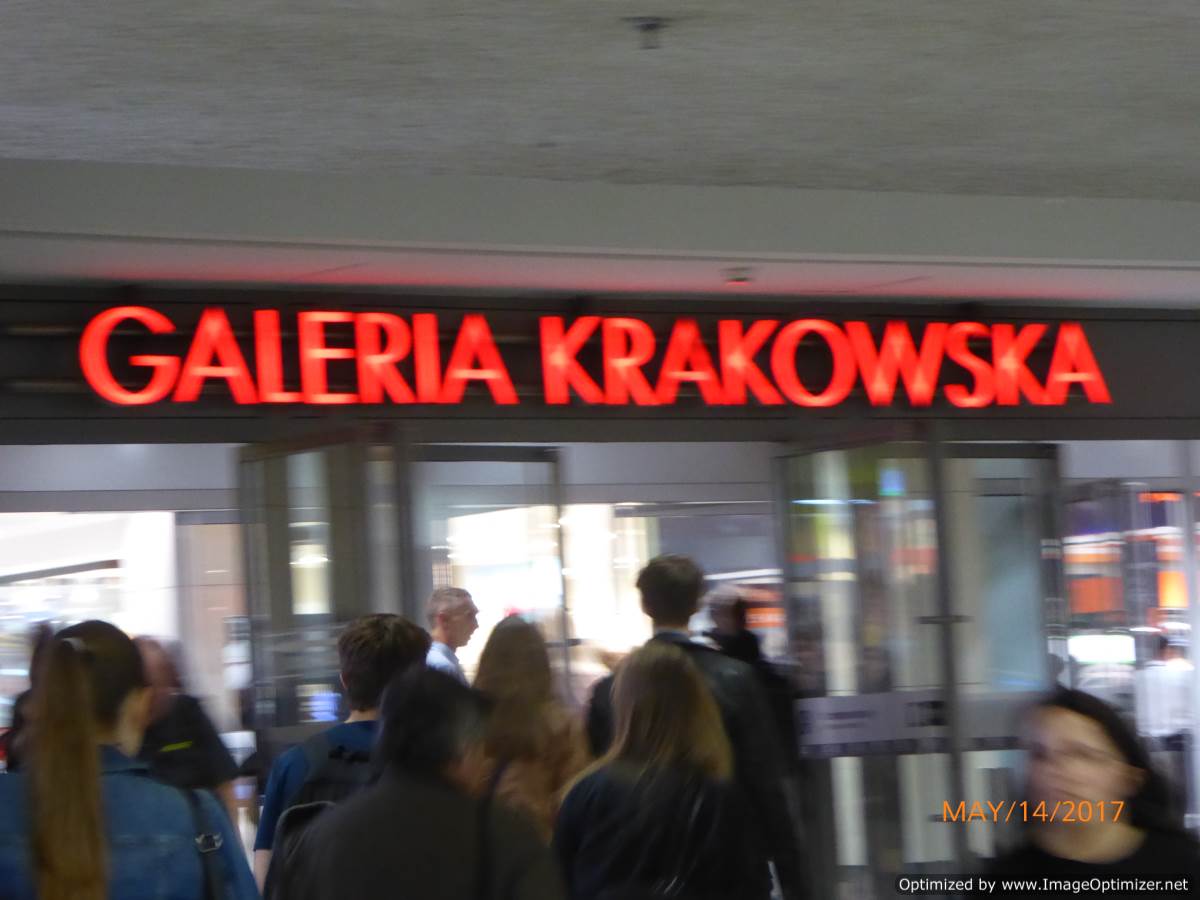 GALERIA KRAKOWSKA
MAY/14/2017
Optimized by www.ImageOptimizer.net